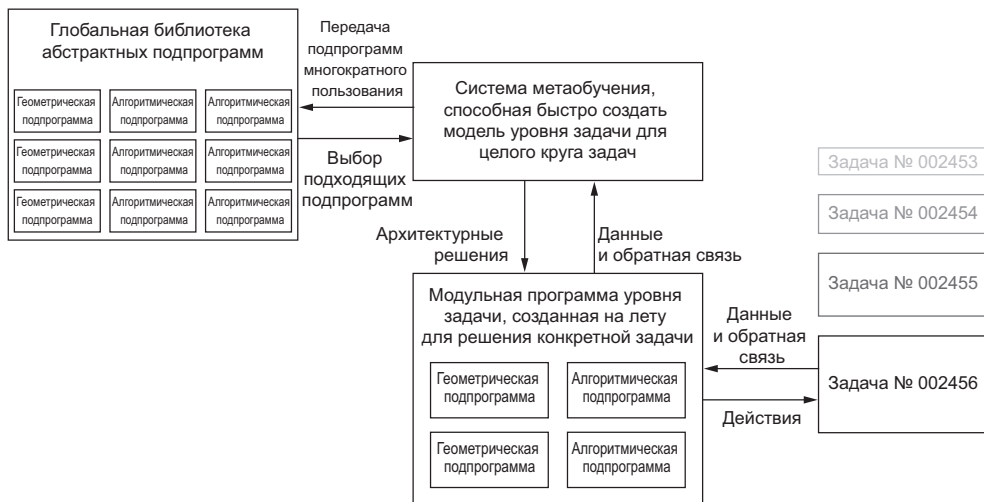 Глобальная библиотека
абстрактных подпрограмм
Геометрическая
подпрограмма
Алгоритмическая
подпрограмма
Алгоритмическая
подпрограмма
Геометрическая
подпрограмма
Алгоритмическая
подпрограмма
Алгоритмическая
подпрограмма
Геометрическая
подпрограмма
Алгоритмическая
подпрограмма
Алгоритмическая
подпрограмма
Передача
подпрограмм
многократного
пользования
Выбор
подходящих
подпрограмм
Система метаобучения,
способная быстро создать
модель уровня задачи для
целого круга задач
Архитектурные
решения
Данные
и обратная связь
Модульная программа уровня
задачи, созданная на лету
для решения конкретной задачи
Геометрическая
подпрограмма
Алгоритмическая
подпрограмма
Геометрическая
подпрограмма
Алгоритмическая
подпрограмма
Данные
и обратная
связь
Действия
Задача № 002453
Задача № 002454
Задача № 002455
Задача № 002456